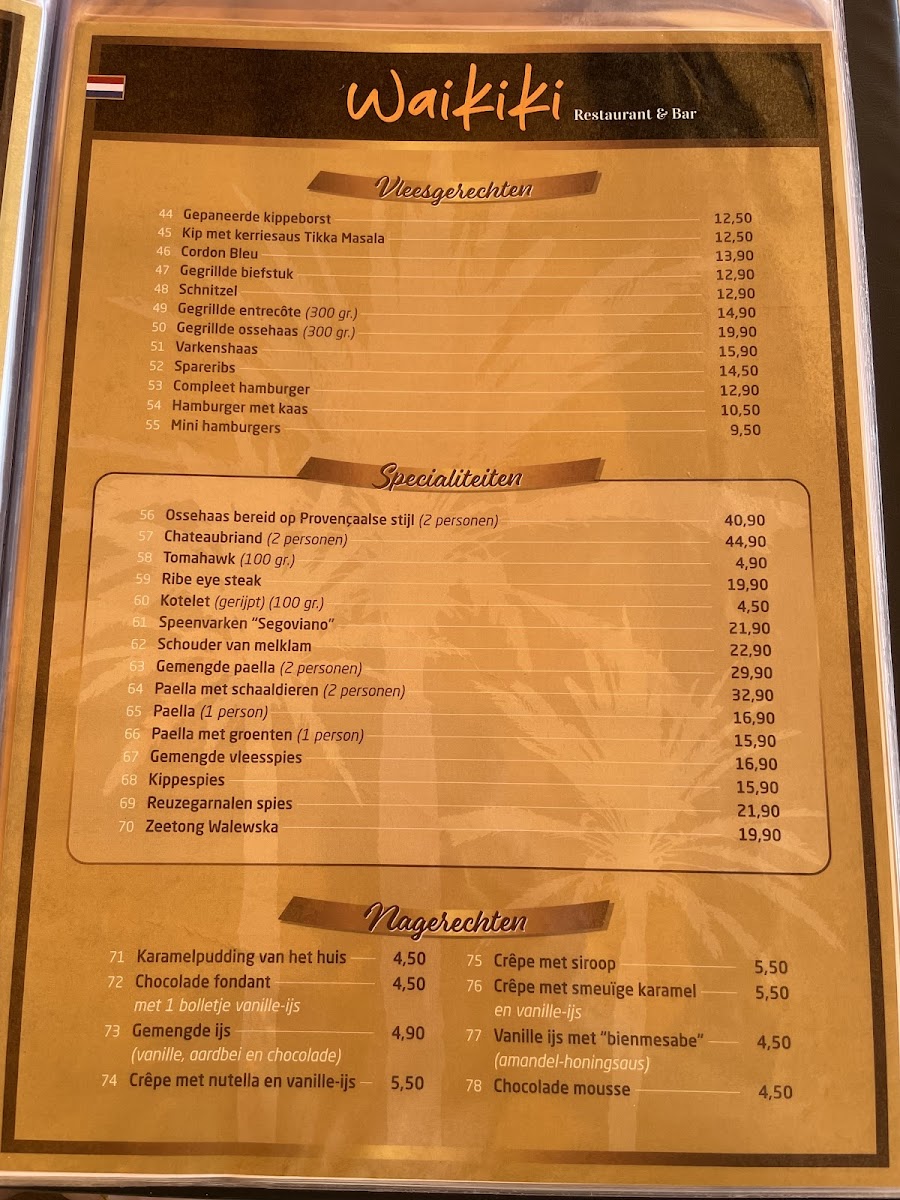 Waikiki Restaurant & Bar
Vleesgerechten
44 Gepaneerde kippeborst 12,50
45 Kip met kerriesaus Tikka Masala 12,50
46 Cordon Bleu 13,90
47 Gegrillde biefstuk 12,90
48 Schnitzel 12,90
49 Gegrillde entrecôte (300 gr.) 14,90
50 Gegrillde ossehaas (300 gr.) 19,90
51 Varkenshaas 15,90
52 Spareribs 14,50
53 Compleet hamburger 12,90
54 Hamburger met kaas 10,50
55 Mini hamburgers 9,50
Specialiteiten
56 Ossehaas bereid op Provençaalse stijl (2 personen) 40,90
57 Chateaubriand (2 personen) 44,90
58 Tomahawk (100 gr.) 4,90
59 Ribe eye steak 19,90
60 Kotelet (gerijpt) (100 gr.) 4,50
61 Speenvarken "Segoviano" 21,90
62 Schouder van melklam 22,90
63 Gemengde paella (2 personen) 29,90
64 Paella met schaaldieren (2 personen) 32,90
65 Paella (1 person) 16,90
66 Paella met groenten (1 person) 15,90
67 Gemengde vleesspies 16,90
68 Kippespies 15,90
69 Reuzegarnalen spies 21,90
70 Zeetong Walewska 19,90
Nagerechten
71 Karamelpudding van het huis 4,50
72 Chocolade fondant 4,50
met 1 bolletje vanille-ijs
73 Gemengde ijs 4,90
(vanille, aardbei en chocolade)
74 Crêpe met nutella en vanille-ijs 5,50
75 Crêpe met siroop 5,50
76 Crêpe met smeuïge karamel 5,50
en vanille-ijs
77 Vanille ijs met "bienmesabe" 4,50
(amandel-honingsaus)
78 Chocolade mousse 4,50